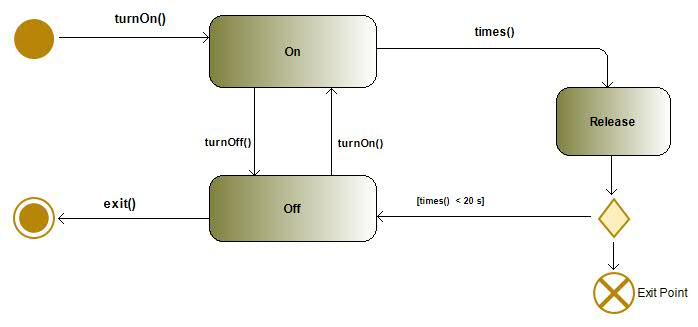 turnOn()
On
times()
Release
turnOff()
turnOn()
exit()
Off
[times() < 20 s]
Exit Point